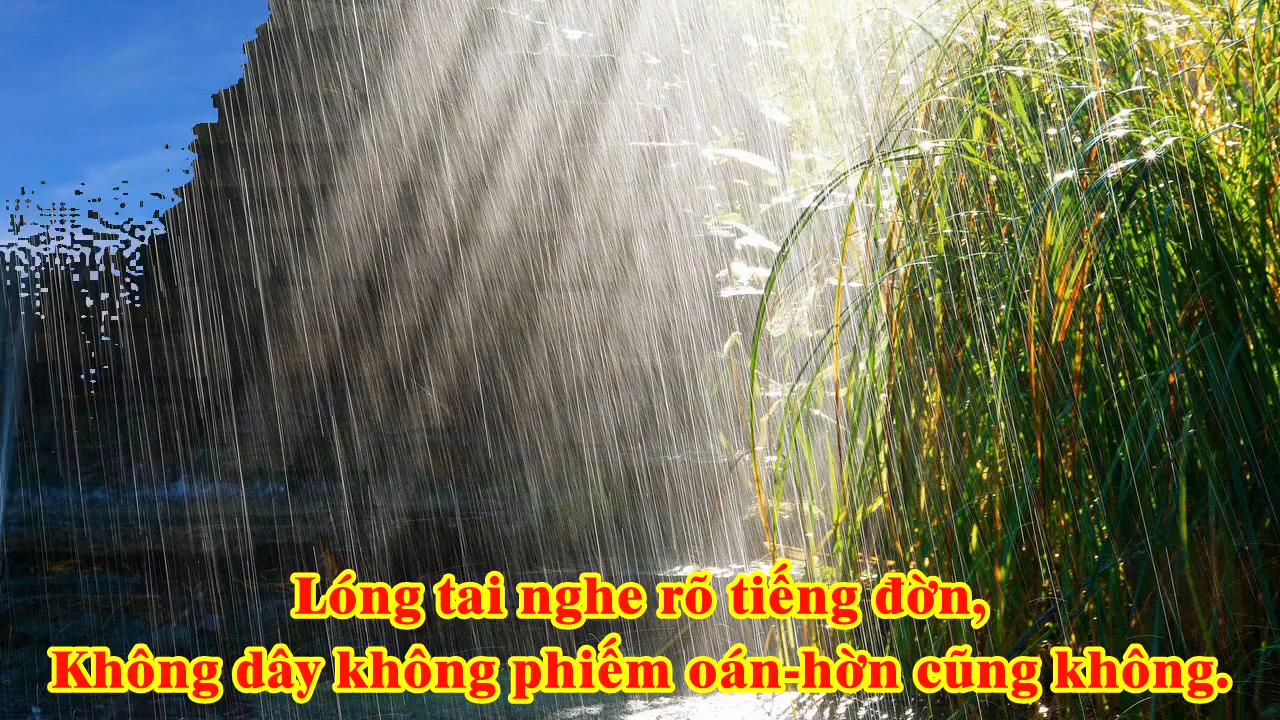 Lóng tai nghe rõ tiếng đờn,
Không dây không phiếm oán-hờn cũng không.